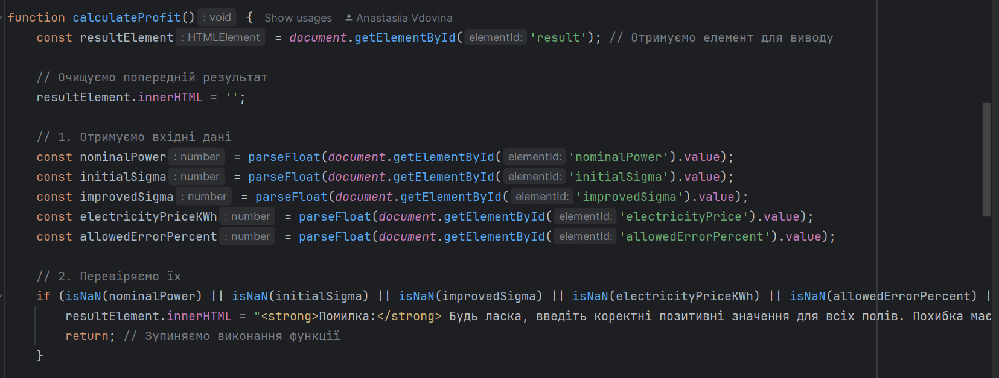 function calculateProfit() : void { Show usages Anastasiia Vdovina
const resultElement : HTMLElement = document.getElementById( elementId: 'result'); // Отримуємо елемент для виводу
// Очищуємо попередній результат
resultElement.innerHTML = '';
// 1. Отримуємо вхідні дані
const nominalPower : number = parseFloat(document.getElementById( elementId: 'nominalPower').value);
const initialSigma : number = parseFloat(document.getElementById( elementId: 'initialSigma').value);
const improvedSigma : number = parseFloat(document.getElementById( elementId: 'improvedSigma').value);
const electricityPriceKWh : number = parseFloat(document.getElementById( elementId: 'electricityPrice').value);
const allowedErrorPercent : number = parseFloat(document.getElementById( elementId: 'allowedErrorPercent').value);
// 2. Перевіряємо їх
if (isNaN(nominalPower) || isNaN(initialSigma) || isNaN(improvedSigma) || isNaN(electricityPriceKWh) || isNaN(allowedErrorPercent) |
resultElement.innerHTML = "<strong>Помилка:</strong> Будь ласка, введіть коректні позитивні значення для всіх полів. Похибка має
return; // Зупиняємо виконання функції
}